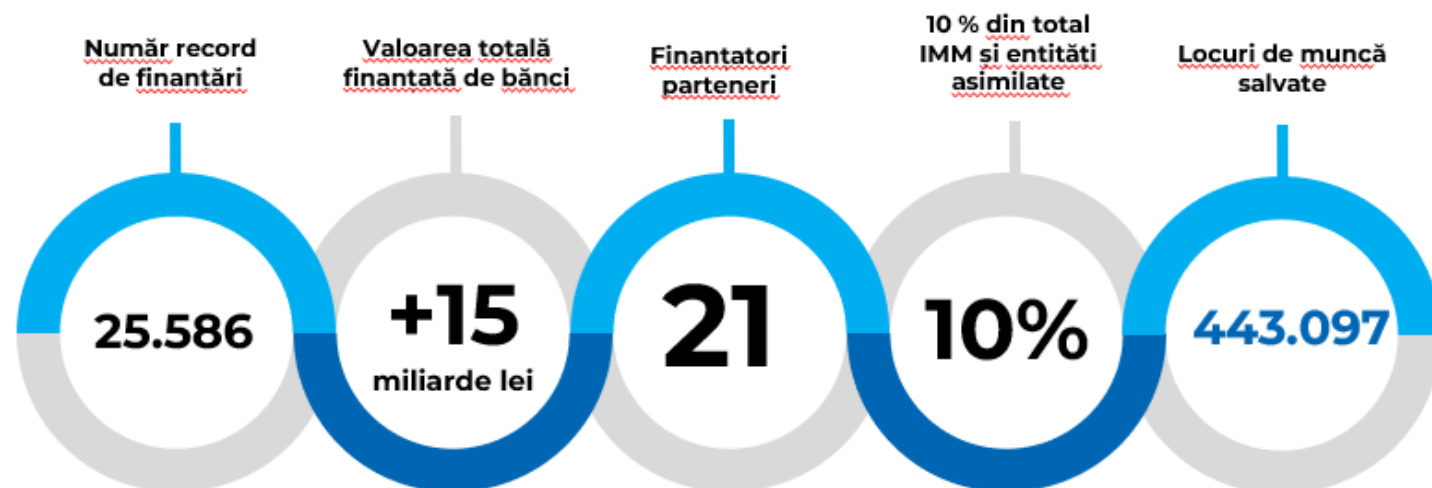 Număr record
de finanțări
25.586
Valoarea totală
finanțată de bănci
+15
miliarde lei
Finantatori
parteneri
21
10 % din total
IMM și entități
asimilate
10%
Locuri de muncă
salvate
443.097